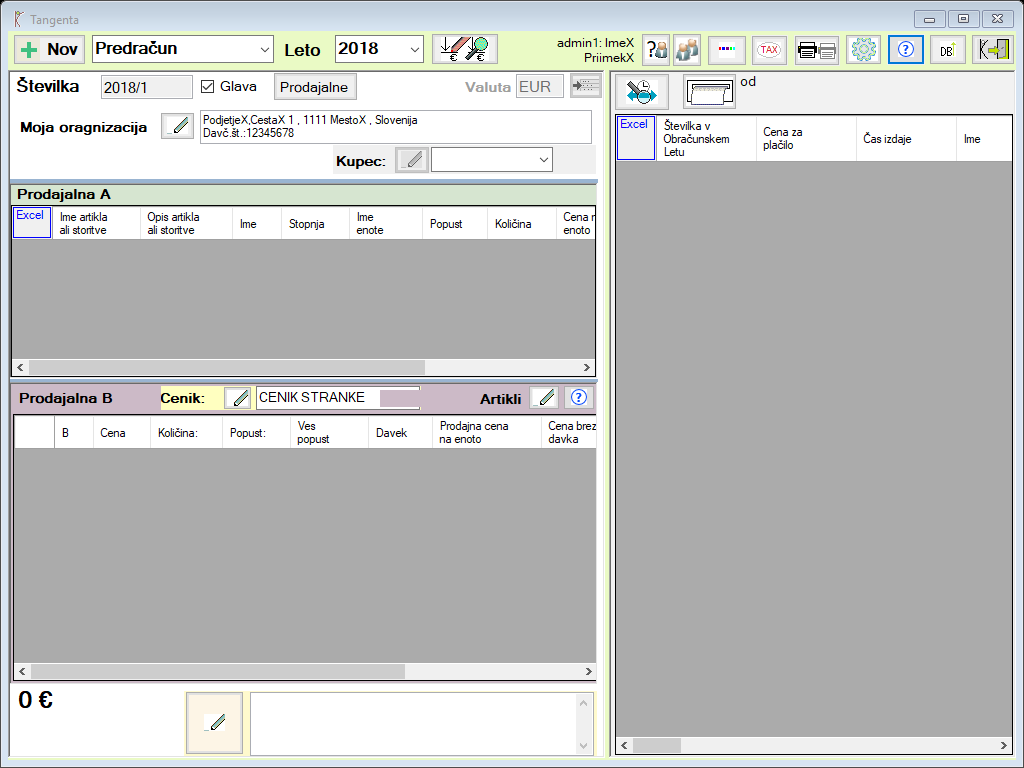 Tangenta
Nov
Predračun
Leto
2018
€ €
admin1: ImeX
PriimekX
?
TAX
?
DB
Številka
2018/1
Glava
Prodajalne
Valuta
EUR
Moja oragnizacija
PodjetjeX,CestaX 1 , 1111 MestoX , Slovenija
Davč.št.:12345678
Kupec:
Prodajalna A
Excel
Ime artikla
ali storitve
Opis artikla
ali storitve
Ime
Stopnja
Ime
enote
Popust
Količina
Cena n
enoto
Prodajalna B
Cenik:
CENIK STRANKE
Artikli
?
B
Cena
Količina:
Popust:
Ves
popust
Davek
Prodajna cena
na enoto
Cena brez
davka
0 €
od
Excel
Številka v
Obračunskem
Letu
Cena za
plačilo
Čas izdaje
Ime